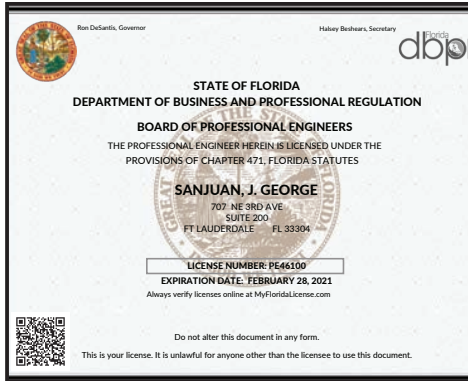 Ron DeSantis, Governor
Halsey Beshears, Secretary
Florida
dbpr
STATE OF FLORIDA
DEPARTMENT OF BUSINESS AND PROFESSIONAL REGULATION
BOARD OF PROFESSIONAL ENGINEERS
THE PROFESSIONAL ENGINEER HEREIN IS LICENSED UNDER THE
PROVISIONS OF CHAPTER 471, FLORIDA STATUTES
SANJUAN, J. GEORGE
707 NE 3RD AVE
SUITE 200
FT LAUDERDALE FL 33304
LICENSE NUMBER: PE46100
EXPIRATION DATE: FEBRUARY 28, 2021
Always verify licenses online at MyFloridaLicense.com
Do not alter this document in any form.
This is your license. It is unlawful for anyone other than the licensee to use this document.